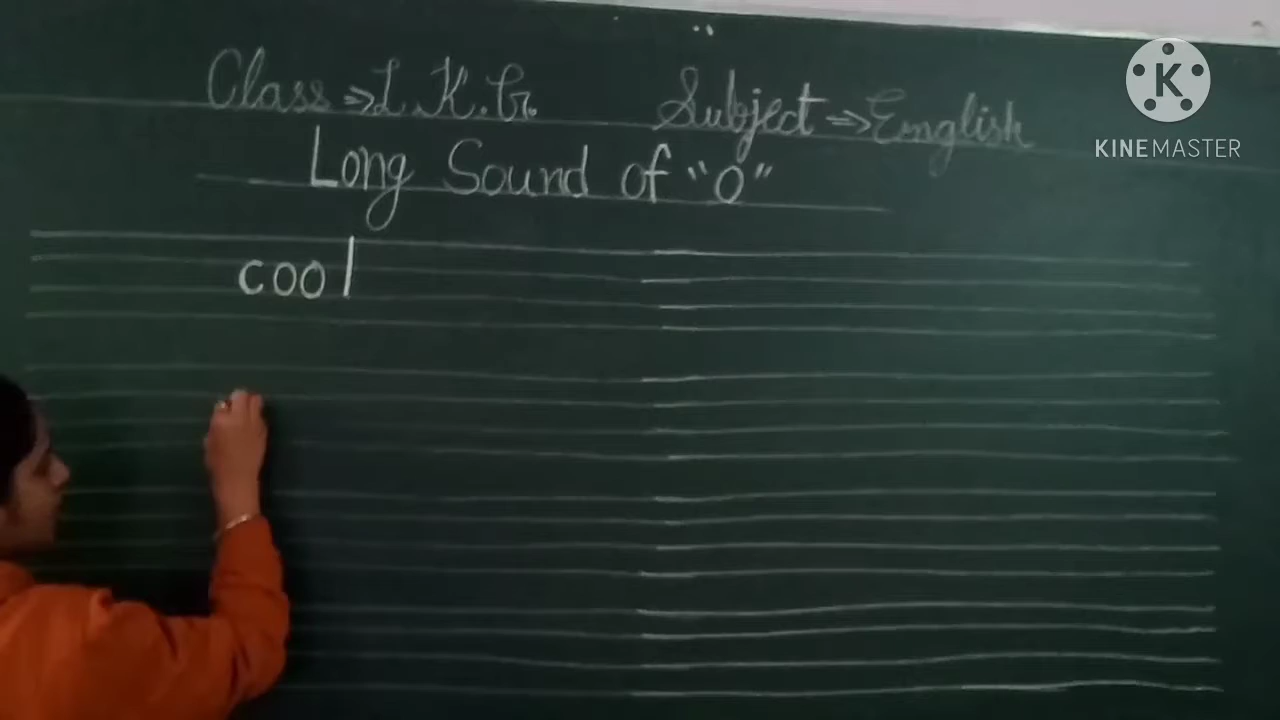 Class ⇒ L.K.G. Subject ⇒ English
Long Sound of "o"
cool
K
KINEMASTER